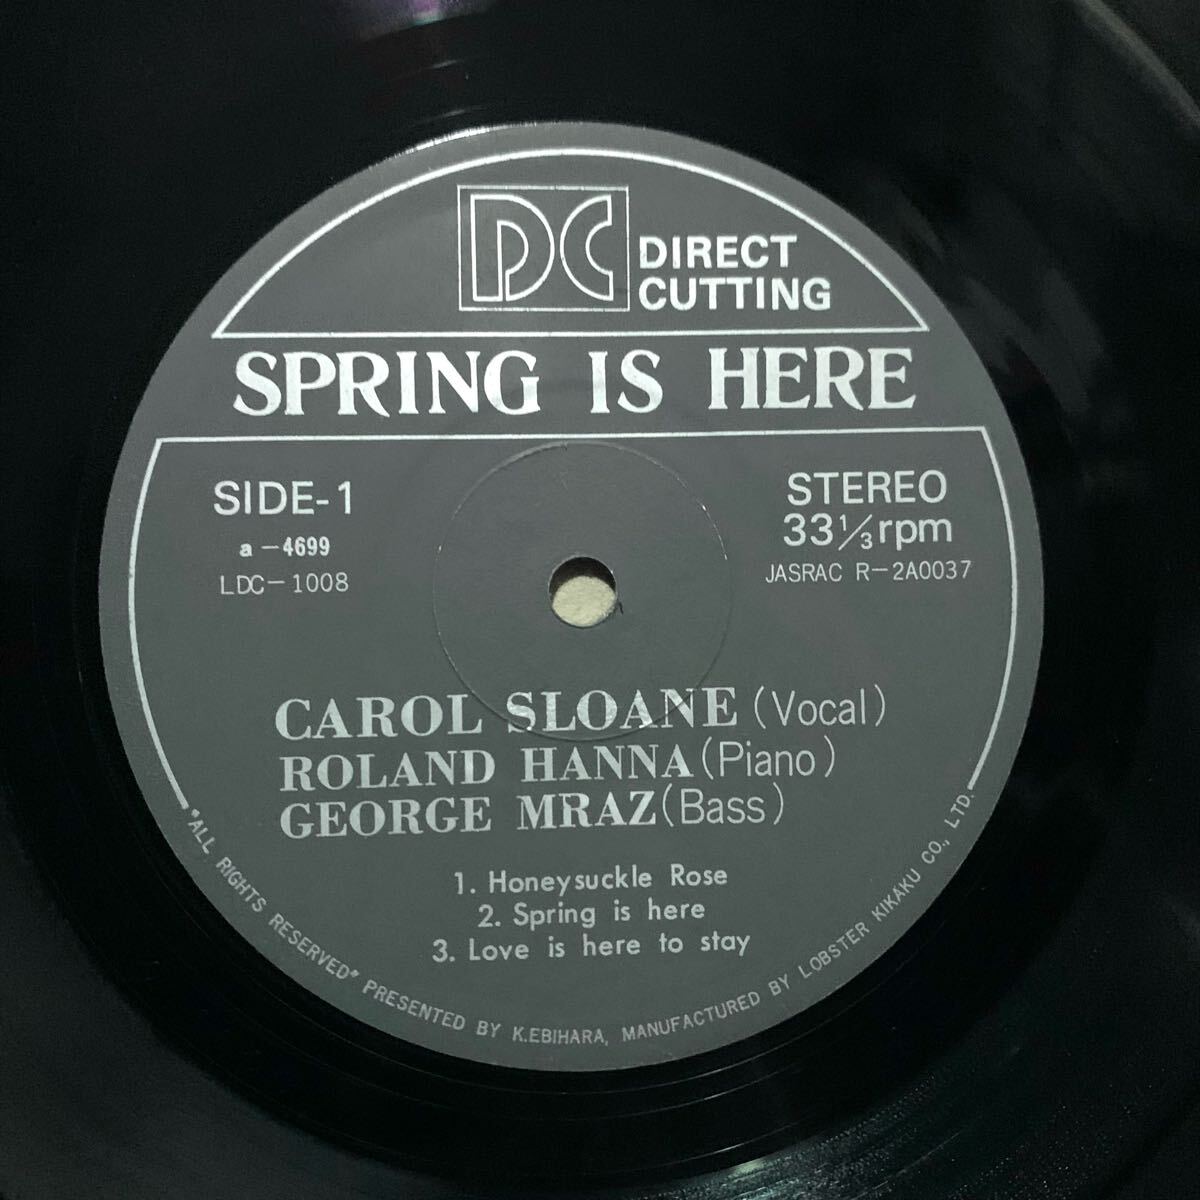 DC
DIRECT
CUTTING
SPRING IS HERE
SIDE-1
a-4699
LDC-1008
STEREO
33⅓rpm
JASRAC R-2A0037
CAROL SLOANE (Vocal)
ROLAND HANNA (Piano)
GEORGE MRAZ (Bass)
1. Honeysuckle Rose
2. Spring is here
3. Love is here to stay
"ALL RIGHTS RESERVED" PRESENTED BY K.EBIHARA, MANUFACTURED BY LOBSTER KIKAKU CO., LTD.